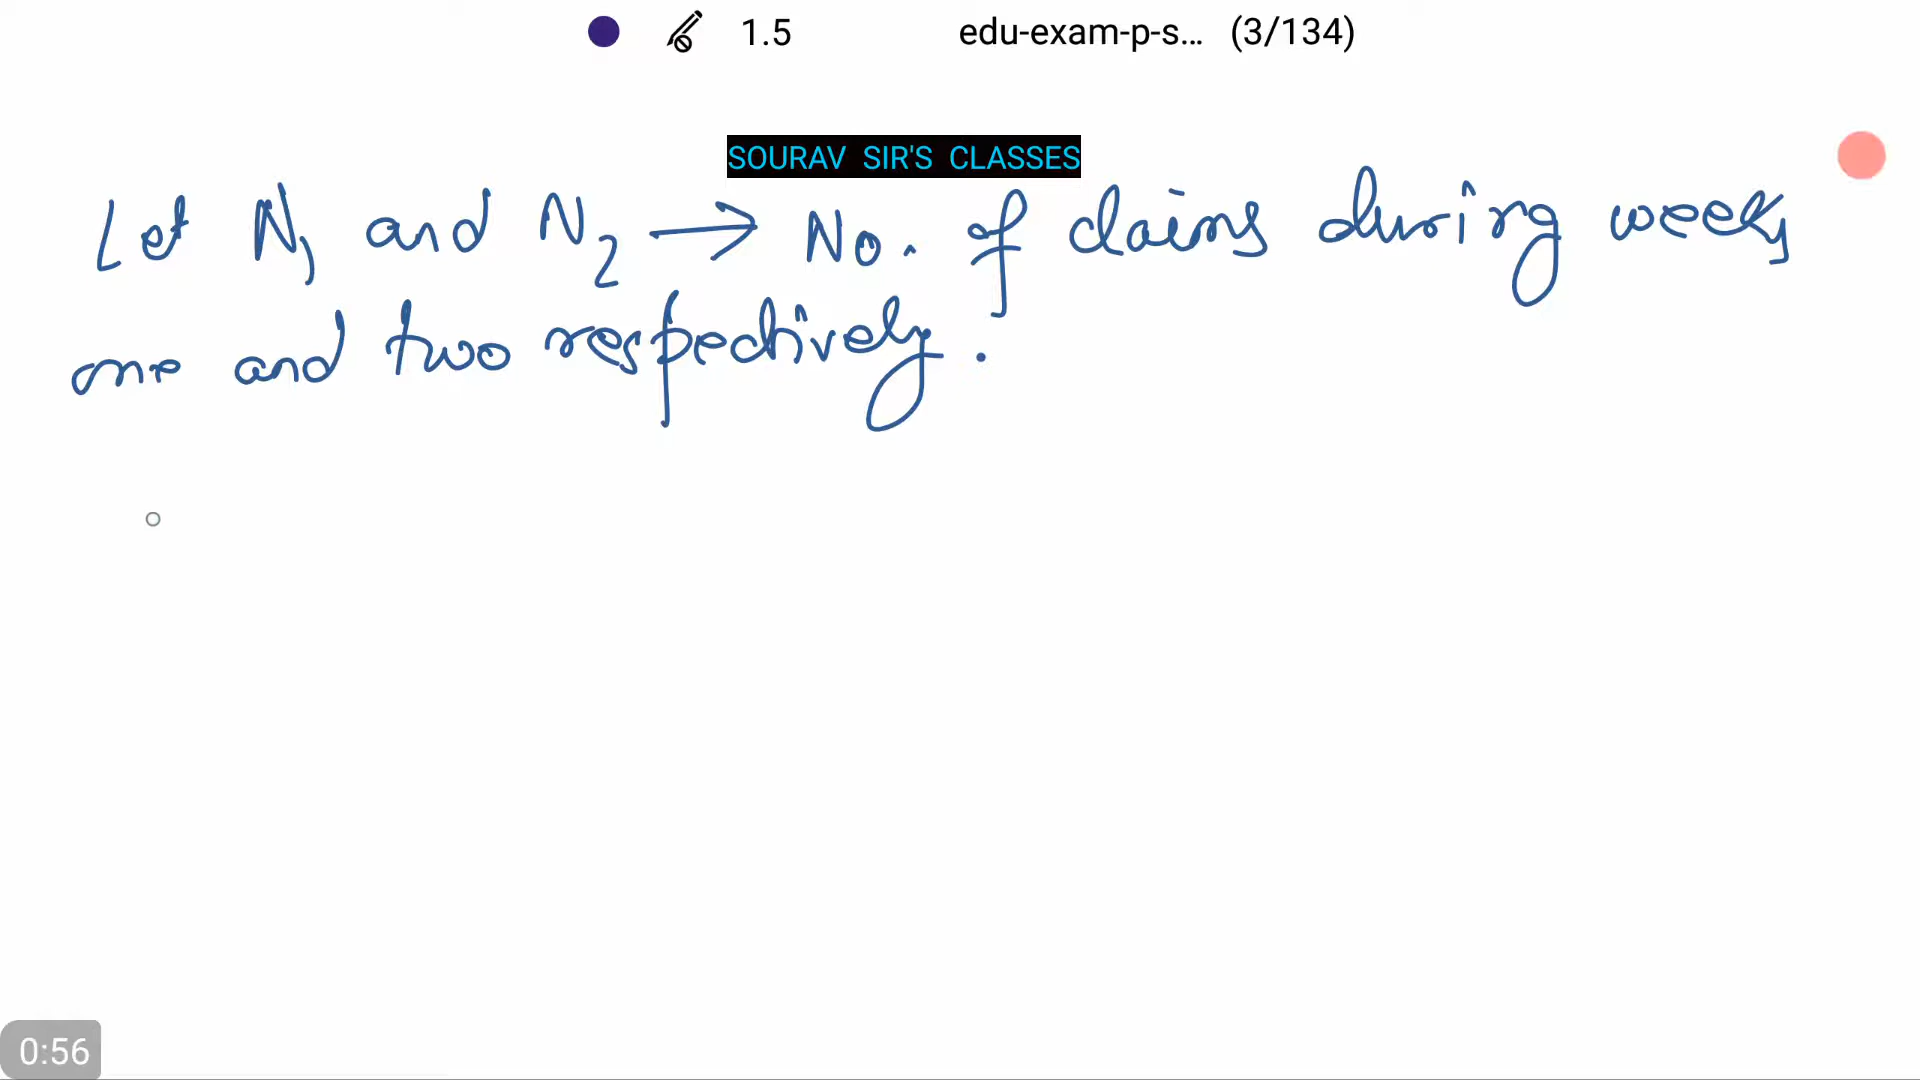 1.5 edu-exam-p-s... (3/134)
SOURAV SIR'S CLASSES
Let N1 and N2 → No. of claims during weeks
one and two respectively.
0:56